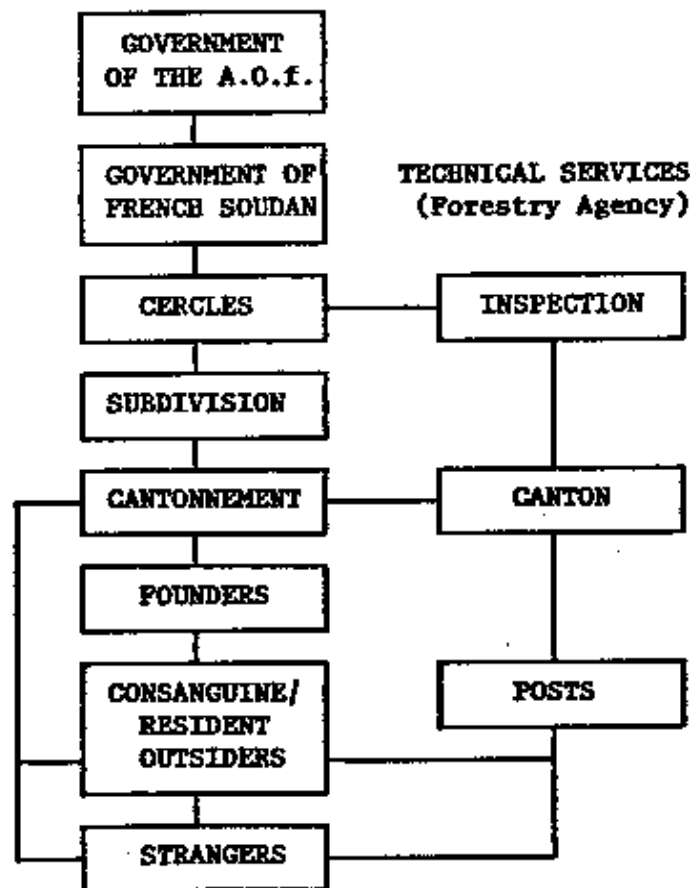 GOVERNMENT
OF THE A.O.f.
GOVERNMENT OF
FRENCH SOUDAN
TECHNICAL SERVICES
(Forestry Agency)
CERCLES
INSPECTION
SUBDIVISION
CANTONNEMENT
CANTON
FOUNDERS
CONSANGUINE/
RESIDENT
OUTSIDERS
POSTS
STRANGERS